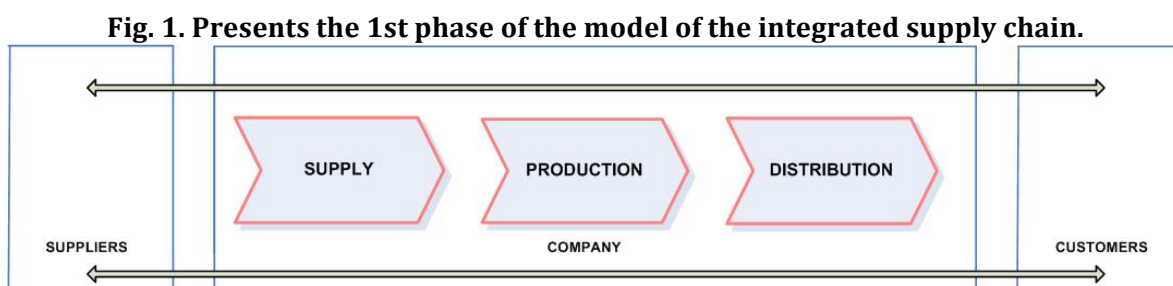 Fig. 1. Presents the 1st phase of the model of the integrated supply chain.
SUPPLY
PRODUCTION
DISTRIBUTION
SUPPLIERS
COMPANY
CUSTOMERS